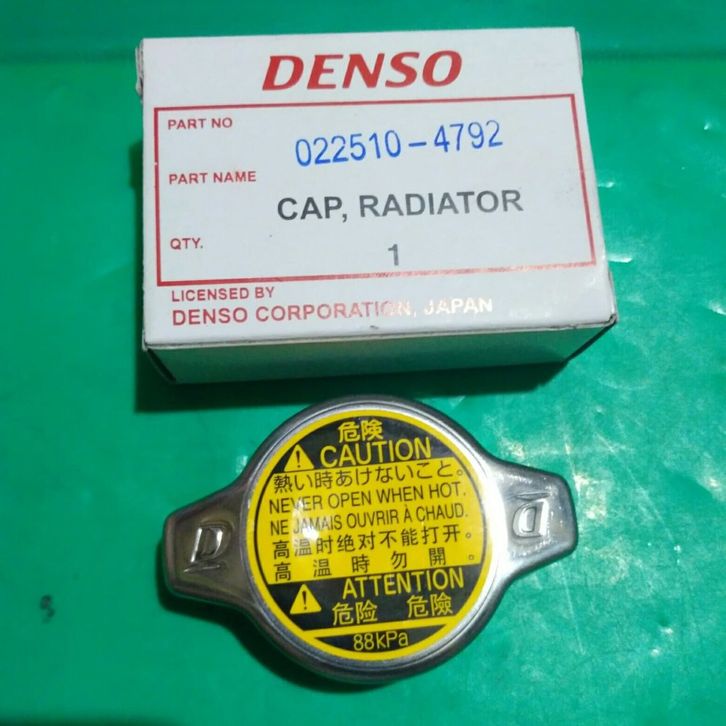 DENSO
PART NO
022510-4792
PART NAME
CAP, RADIATOR
QTY.
1
LICENSED BY
DENSO CORPORATION, JAPAN
危険
CAUTION
熱い時あけないこと。
NEVER OPEN WHEN HOT.
NE JAMAIS OUVRIR À CHAUD.
高温时绝对不能打开。
高温時勿開。
ATTENTION
危险 危險
88kPa
D D